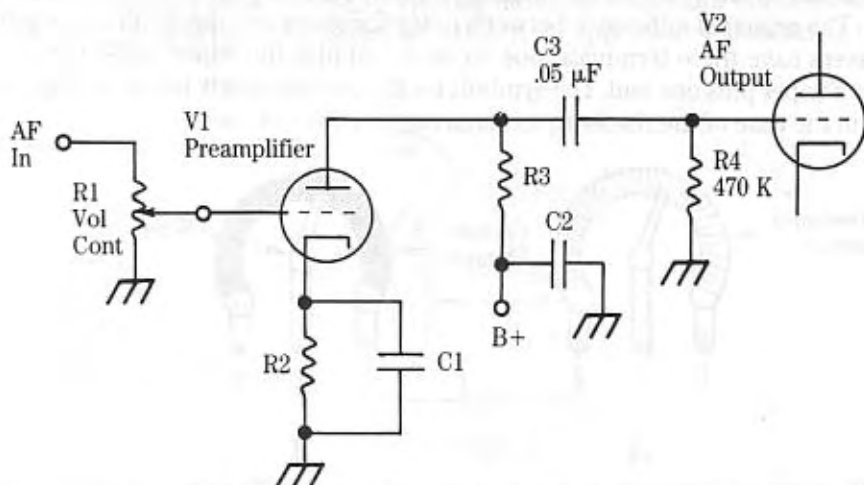 V2
AF
Output
C3
.05 µF
AF
In
V1
Preamplifier
R1
Vol
Cont
R3
R4
470 K
C2
B+
R2
C1